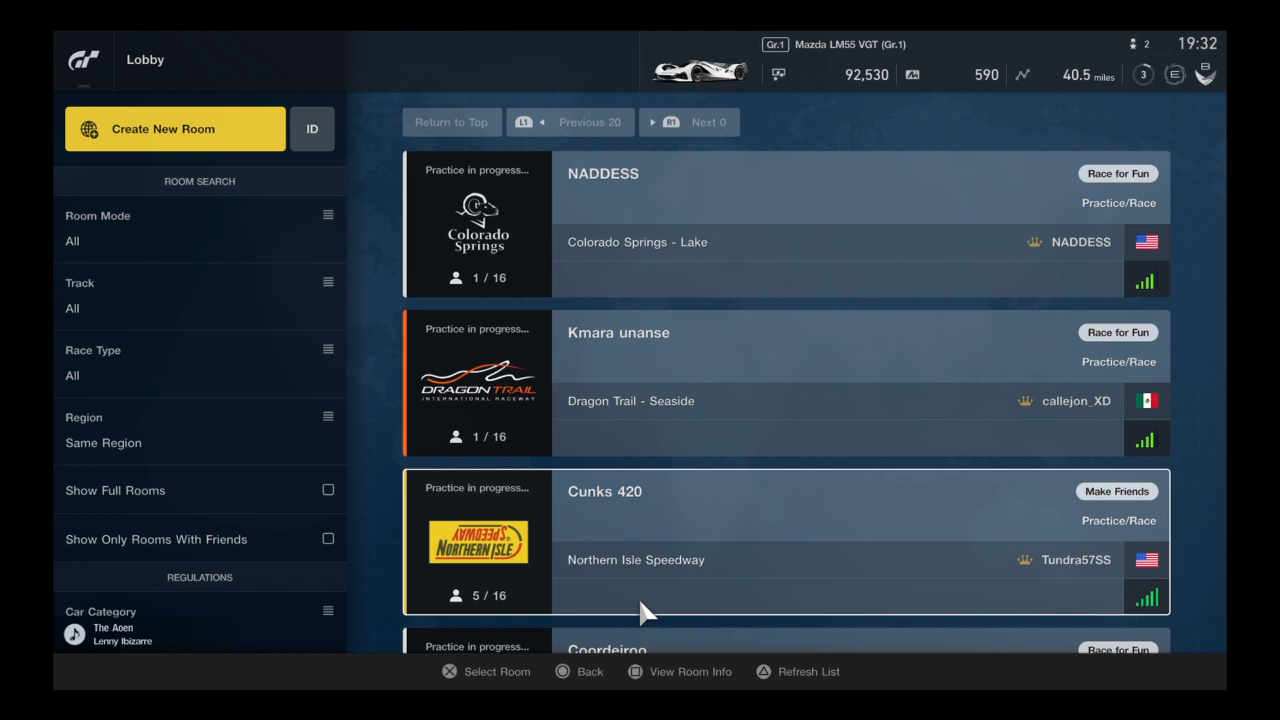 Lobby
Gr.1 Mazda LM55 VGT (Gr.1)
2 19:32
92,530 590 40.5 miles 3 E B
Create New Room ID
ROOM SEARCH
Room Mode
All
Track
All
Race Type
All
Region
Same Region
Show Full Rooms
Show Only Rooms With Friends
REGULATIONS
Car Category
The Aoen
Lenny Ibizarre
Return to Top L1 Previous 20 R1 Next 0
Practice in progress...
Colorado
Springs
1 / 16
NADDESS
Race for Fun
Practice/Race
Colorado Springs - Lake
NADDESS
Practice in progress...
DRAGON TRAIL
INTERNATIONAL RACEWAY
1 / 16
Kmara unanse
Race for Fun
Practice/Race
Dragon Trail - Seaside
callejon_XD
Practice in progress...
SPEEDWAY
NORTHERN ISLE
5 / 16
Cunks 420
Make Friends
Practice/Race
Northern Isle Speedway
Tundra57SS
Practice in progress...
Coordeiroo
Race for Fun
Select Room Back View Room Info Refresh List